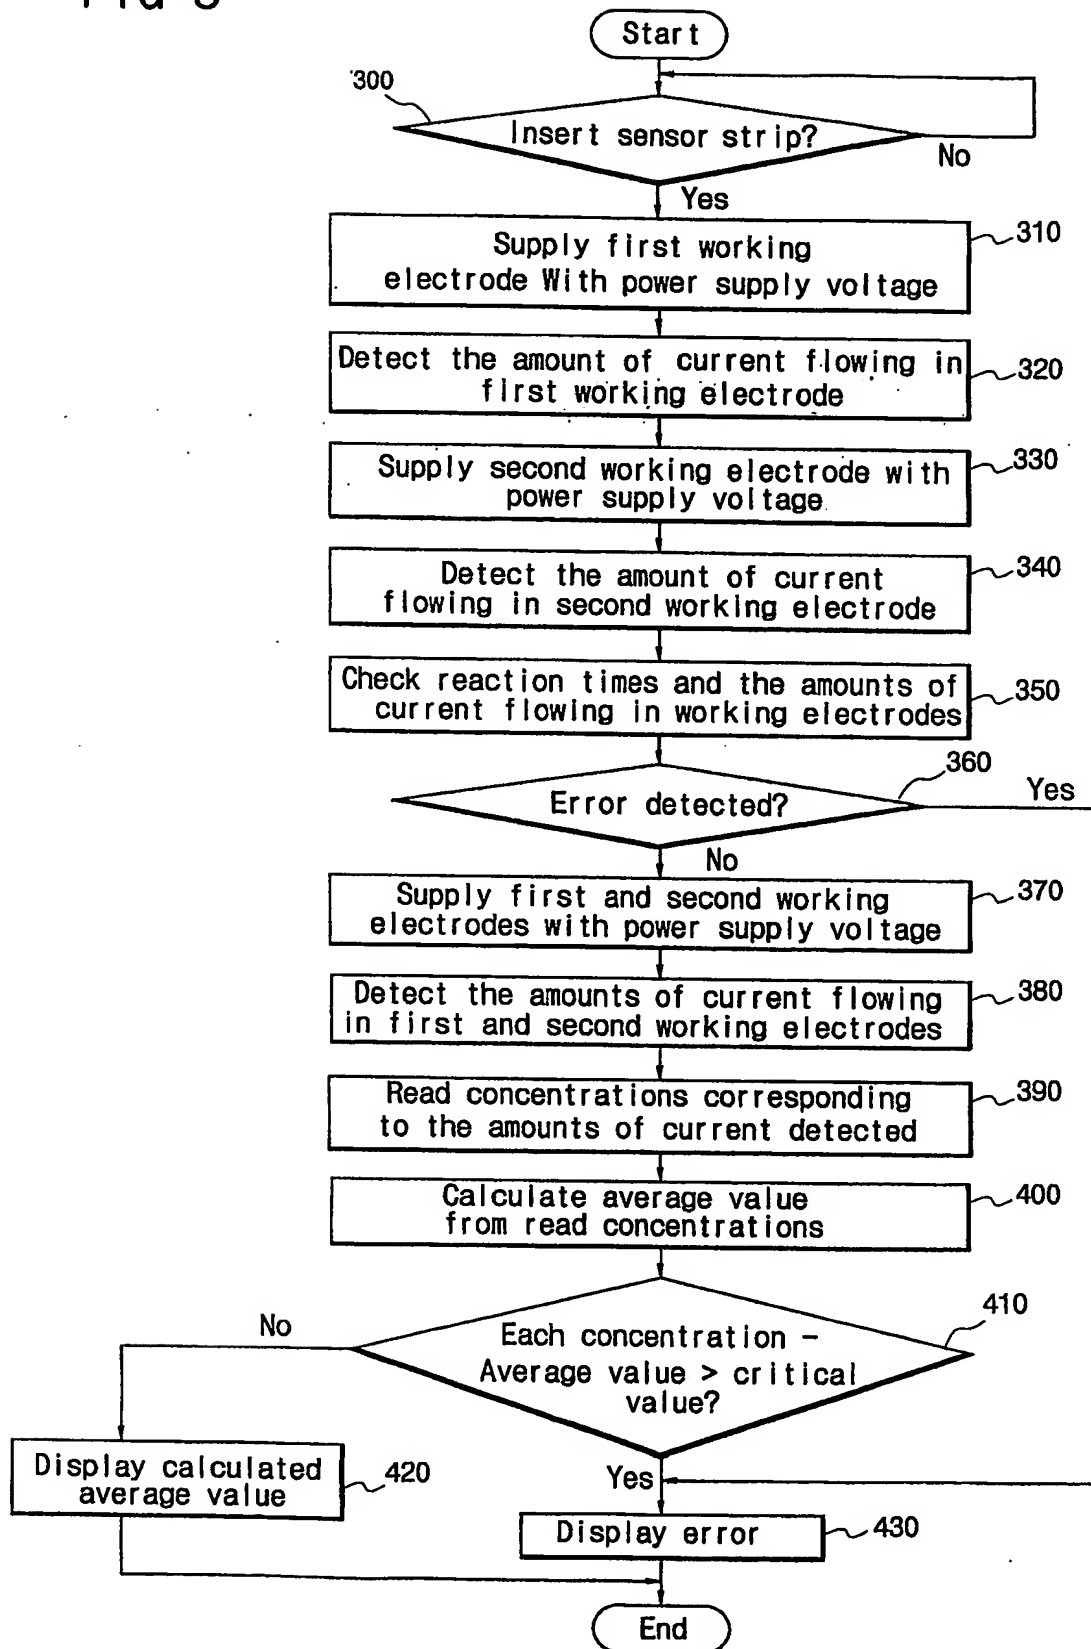 Start
300
Insert sensor strip?
No
Yes
310
Supply first working
electrode With power supply voltage
Detect the amount of current flowing in
first working electrode
320
Supply second working electrode with
power supply voltage
330
Detect the amount of current
flowing in second working electrode
340
Check reaction times and the amounts of
current flowing in working electrodes
350
360
Error detected?
Yes
No
Supply first and second working
electrodes with power supply voltage
370
Detect the amounts of current flowing
in first and second working electrodes
380
Read concentrations corresponding
to the amounts of current detected
390
Calculate average value
from read concentrations
400
No
410
Each concentration –
Average value > critical
value?
Display calculated
average value
420
Yes
Display error
430
End